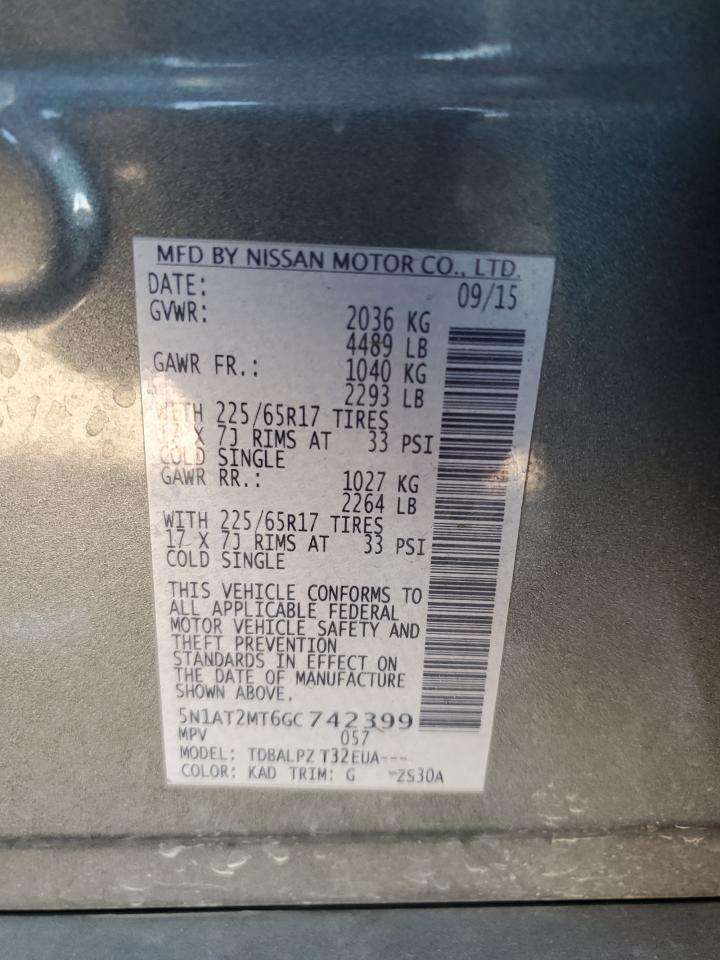 MFD BY NISSAN MOTOR CO., LTD.
DATE: 09/15
GVWR: 2036 KG
4489 LB
GAWR FR.: 1040 KG
2293 LB
WITH 225/65R17 TIRES
17 X 7J RIMS AT 33 PSI
COLD SINGLE
GAWR RR.: 1027 KG
2264 LB
WITH 225/65R17 TIRES
17 X 7J RIMS AT 33 PSI
COLD SINGLE
THIS VEHICLE CONFORMS TO
ALL APPLICABLE FEDERAL
MOTOR VEHICLE SAFETY AND
THEFT PREVENTION
STANDARDS IN EFFECT ON
THE DATE OF MANUFACTURE
SHOWN ABOVE.
5N1AT2MT6GC742399
MPV 057
MODEL: TDBALPZ T32EUA---
COLOR: KAD TRIM: G -ZS30A